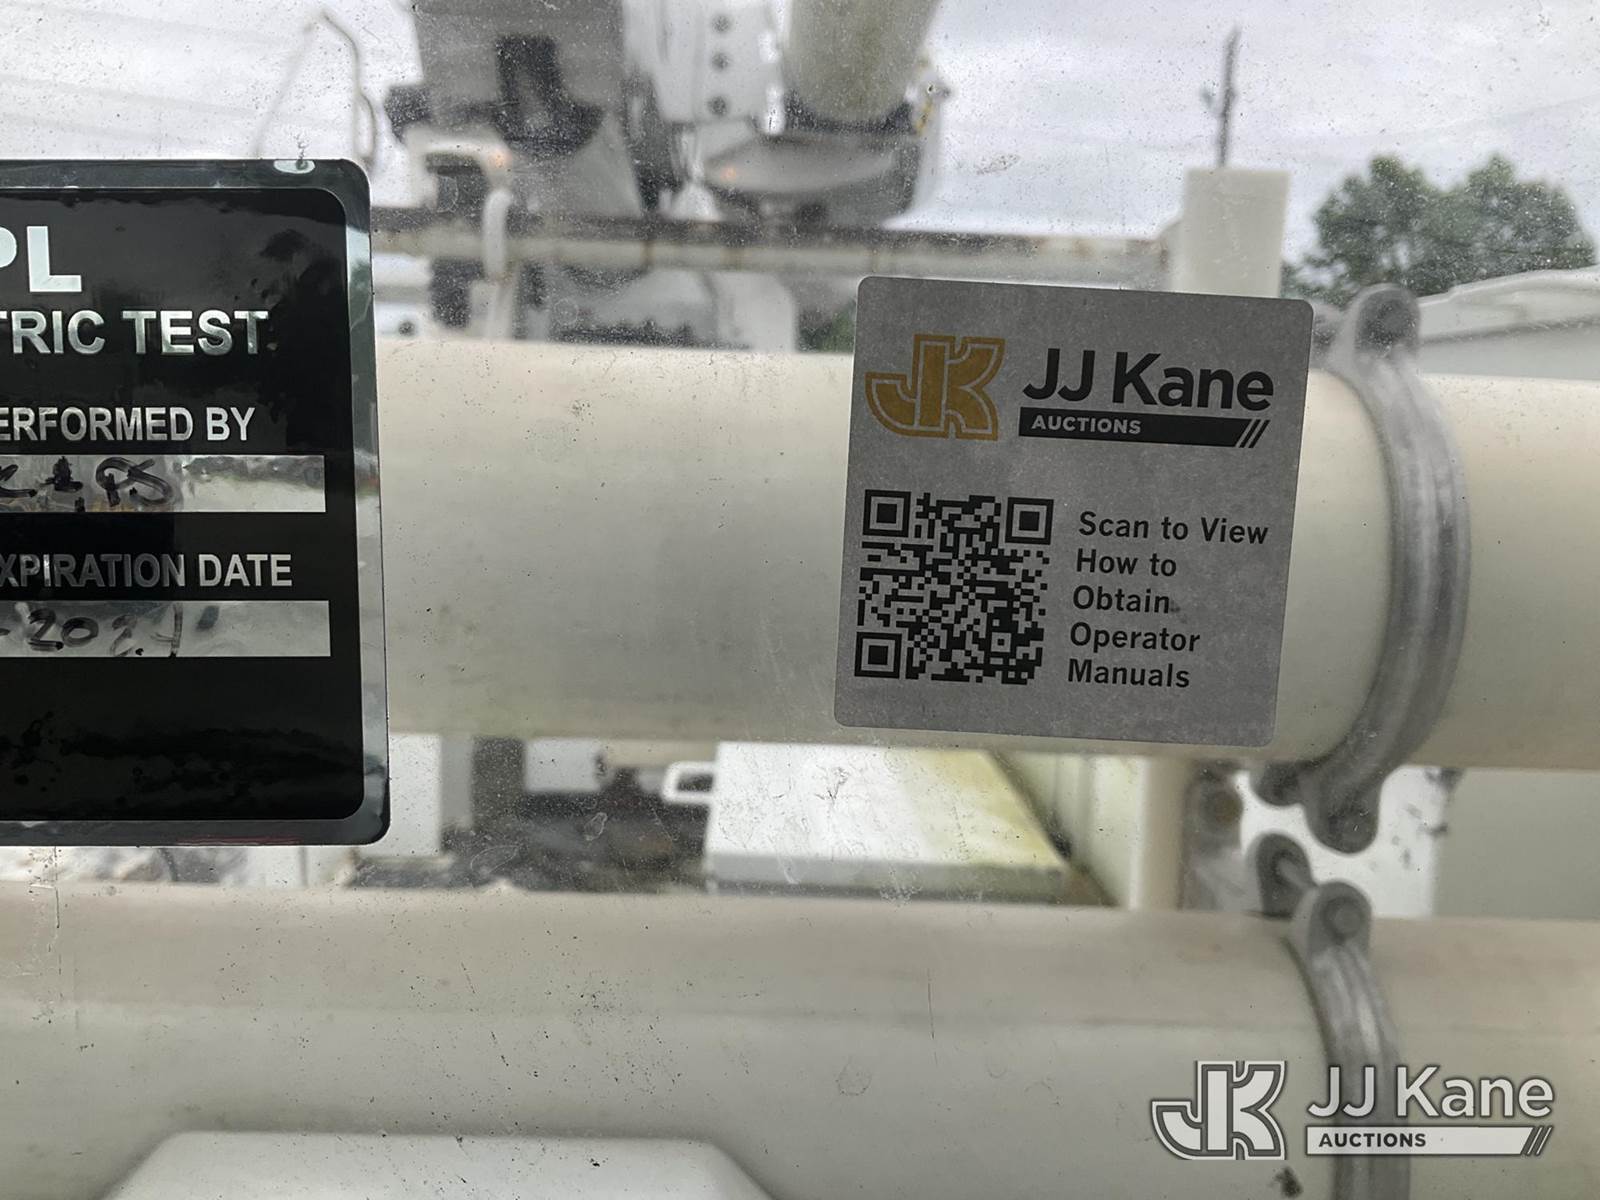 PL
TRIC TEST
ERFORMED BY
XPIRATION DATE
-2024
JJ Kane
AUCTIONS
Scan to View
How to
Obtain
Operator
Manuals
JJ Kane
AUCTIONS